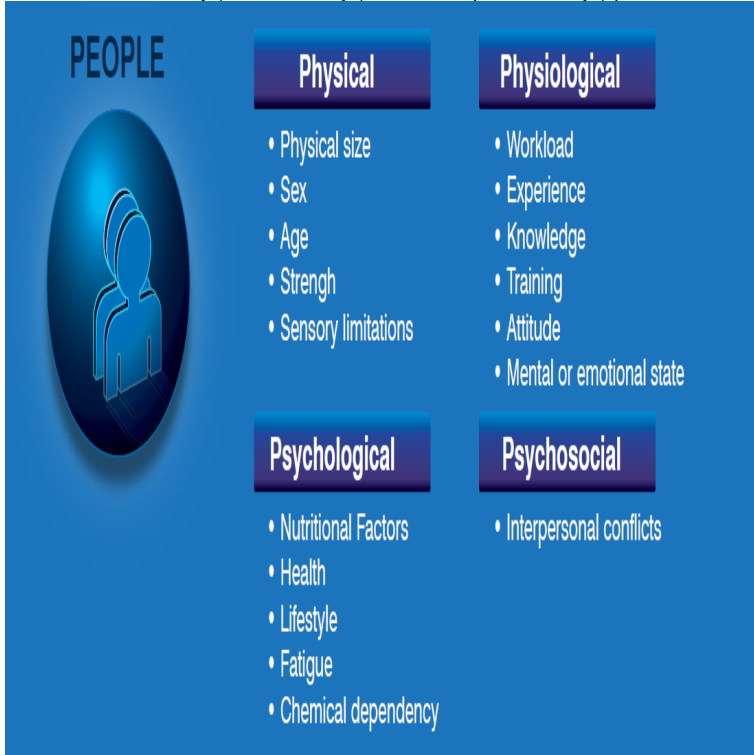 PEOPLE
Physical
• Physical size
• Sex
• Age
• Strengh
• Sensory limitations
Physiological
• Workload
• Experience
• Knowledge
• Training
• Attitude
• Mental or emotional state
Psychological
• Nutritional Factors
• Health
• Lifestyle
• Fatigue
• Chemical dependency
Psychosocial
• Interpersonal conflicts